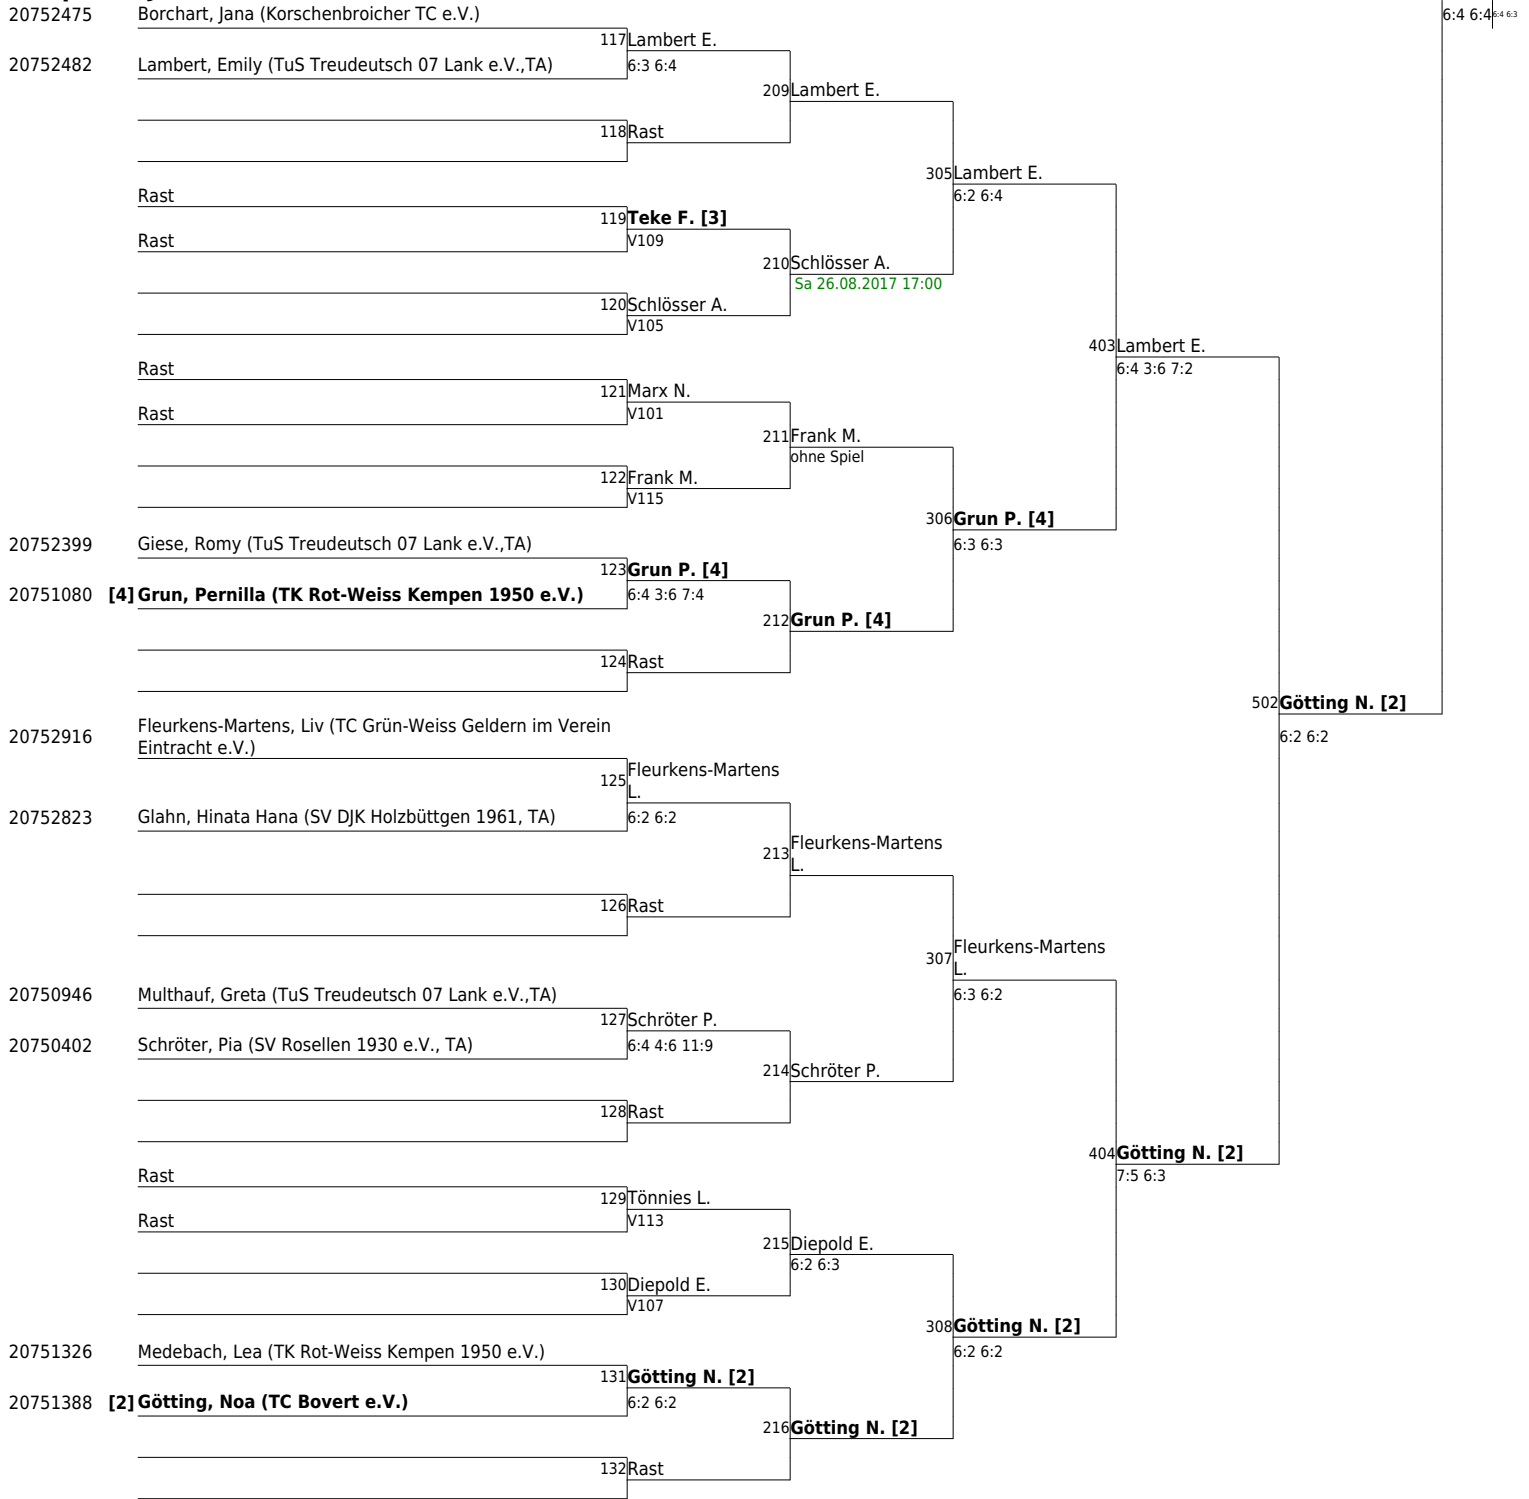 20752475 Borchart, Jana (Korschenbroicher TC e.V.)
6:4 6:4 6:4 6:3
117 Lambert E.
20752482 Lambert, Emily (TuS Treudeutsch 07 Lank e.V.,TA)
6:3 6:4
209 Lambert E.
118 Rast
305 Lambert E.
6:2 6:4
Rast
119 Teke F. [3]
Rast
V109
210 Schlösser A.
Sa 26.08.2017 17:00
120 Schlösser A.
V105
403 Lambert E.
6:4 3:6 7:2
Rast
121 Marx N.
Rast
V101
211 Frank M.
ohne Spiel
122 Frank M.
V115
306 Grun P. [4]
6:3 6:3
20752399 Giese, Romy (TuS Treudeutsch 07 Lank e.V.,TA)
123 Grun P. [4]
20751080 [4] Grun, Pernilla (TK Rot-Weiss Kempen 1950 e.V.)
6:4 3:6 7:4
212 Grun P. [4]
124 Rast
502 Götting N. [2]
6:2 6:2
Fleurkens-Martens, Liv (TC Grün-Weiss Geldern im Verein
20752916
Eintracht e.V.)
Fleurkens-Martens
125
L.
20752823 Glahn, Hinata Hana (SV DJK Holzbüttgen 1961, TA)
6:2 6:2
Fleurkens-Martens
213
L.
126 Rast
Fleurkens-Martens
307
L.
6:3 6:2
20750946 Multhauf, Greta (TuS Treudeutsch 07 Lank e.V.,TA)
127 Schröter P.
20750402 Schröter, Pia (SV Rosellen 1930 e.V., TA)
6:4 4:6 11:9
214 Schröter P.
128 Rast
404 Götting N. [2]
7:5 6:3
Rast
129 Tönnies L.
Rast
V113
215 Diepold E.
6:2 6:3
130 Diepold E.
V107
308 Götting N. [2]
6:2 6:2
20751326 Medebach, Lea (TK Rot-Weiss Kempen 1950 e.V.)
131 Götting N. [2]
20751388 [2] Götting, Noa (TC Bovert e.V.)
6:2 6:2
216 Götting N. [2]
132 Rast